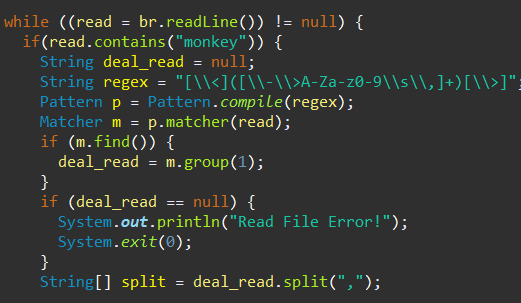 while ((read = br.readLine()) != null) {
if(read.contains("monkey")) {
String deal_read = null;
String regex = "[\\<]([\\-\\>A-Za-z0-9\\s\\,]+)[\\>]";
Pattern p = Pattern.compile(regex);
Matcher m = p.matcher(read);
if (m.find()) {
deal_read = m.group(1);
}
if (deal_read == null) {
System.out.println("Read File Error!");
System.exit(0);
}
String[] split = deal_read.split(",");